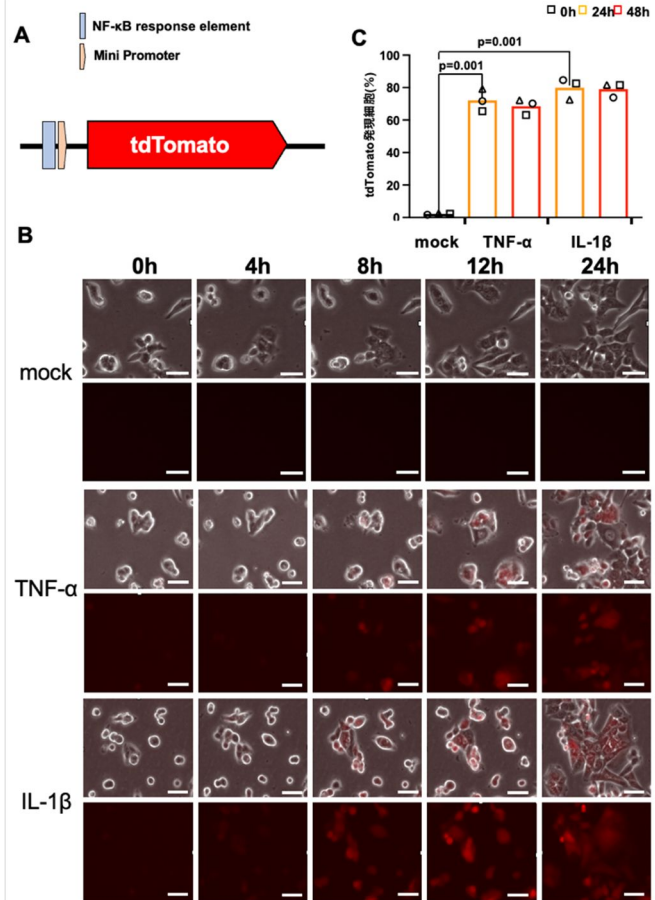 A
NF-κB response element
Mini Promoter
tdTomato
C
0h 24h 48h
p=0.001
p=0.001
tdTomato発現細胞(%)
100
80
60
40
20
0
mock TNF-α IL-1β
B
0h 4h 8h 12h 24h
mock
TNF-α
IL-1β